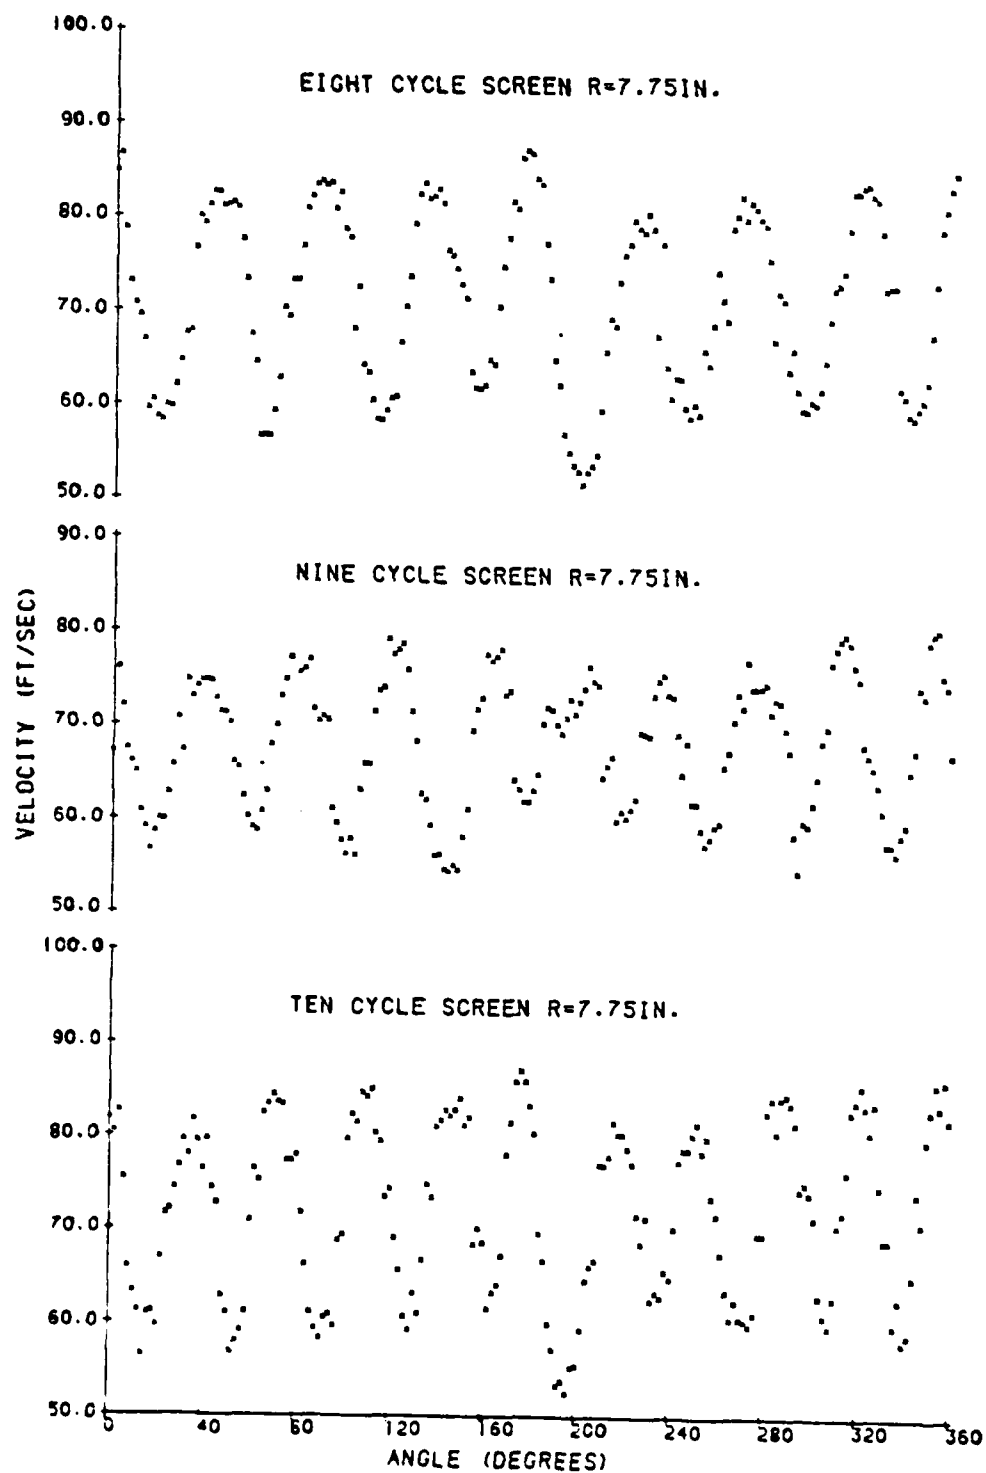 100.0
EIGHT CYCLE SCREEN R=7.75IN.
90.0
80.0
70.0
60.0
50.0
90.0
NINE CYCLE SCREEN R=7.75IN.
80.0
70.0
60.0
50.0
VELOCITY (FT/SEC)
100.0
TEN CYCLE SCREEN R=7.75IN.
90.0
80.0
70.0
60.0
50.0
0 40 80 120 160 200 240 280 320 360
ANGLE (DEGREES)